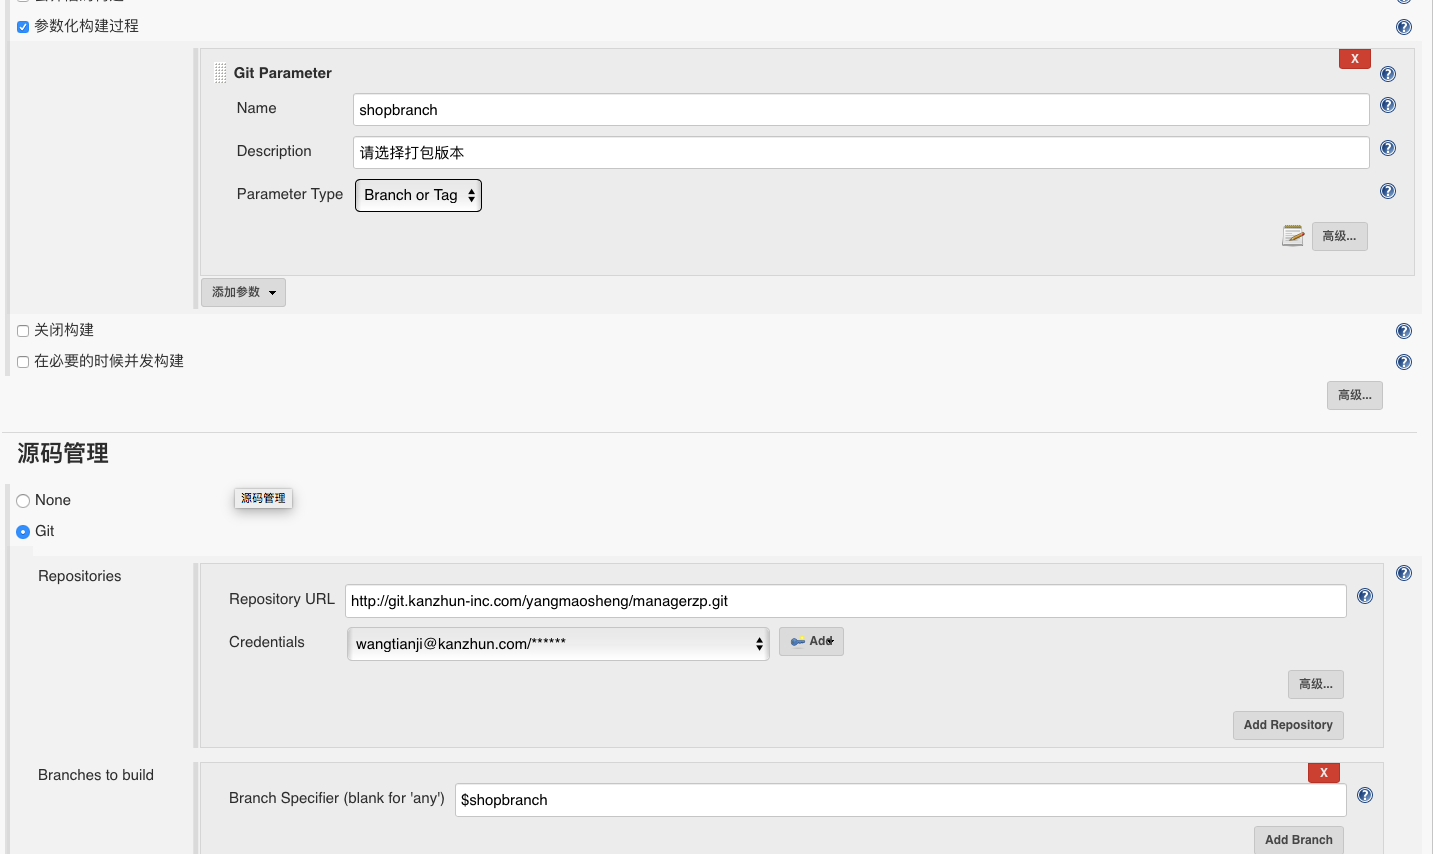 参数化构建过程
X
Git Parameter
Name
shopbranch
Description
请选择打包版本
Parameter Type
Branch or Tag
高级...
添加参数
关闭构建
在必要的时候并发构建
高级...
源码管理
None
源码管理
Git
Repositories
Repository URL
http://git.kanzhun-inc.com/yangmaosheng/managerzp.git
Credentials
wangtianji@kanzhun.com/******
Add
高级...
Add Repository
Branches to build
X
Branch Specifier (blank for 'any')
$shopbranch
Add Branch